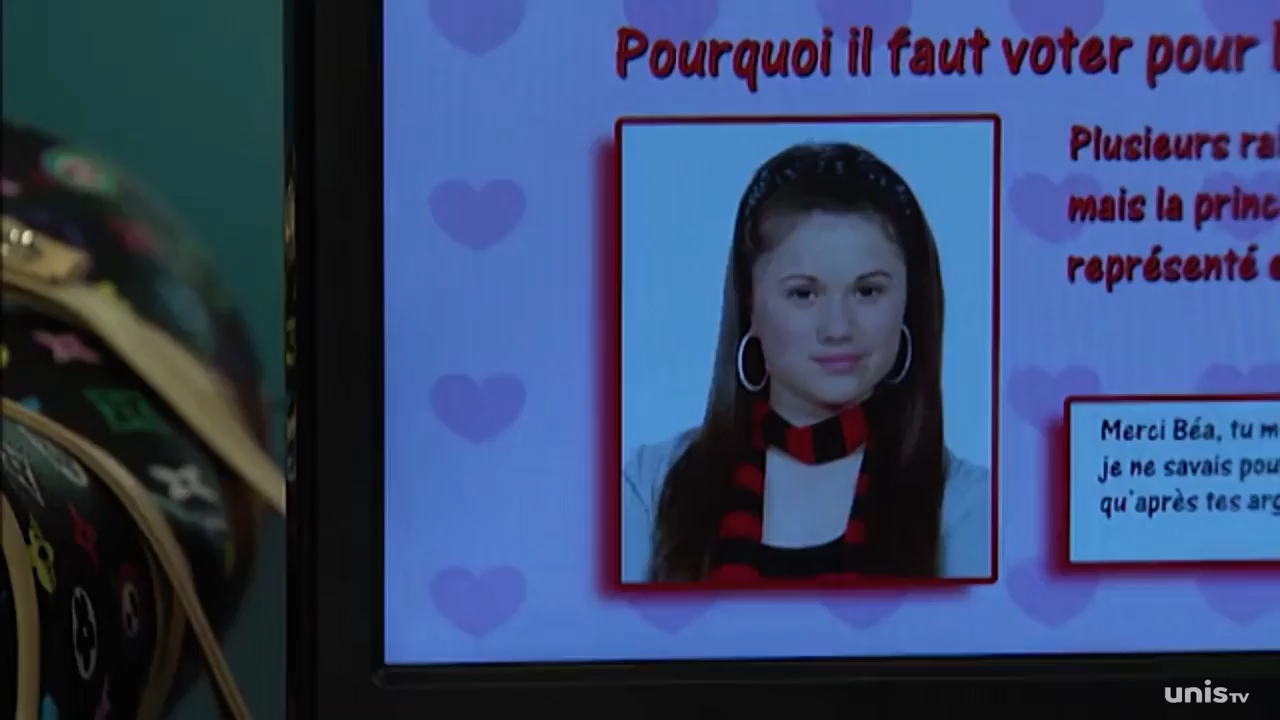 Pourquoi il faut voter pour
Plusieurs
mais la
représenté
Merci Béa, tu
je ne savais
qu'après tes
unis TV